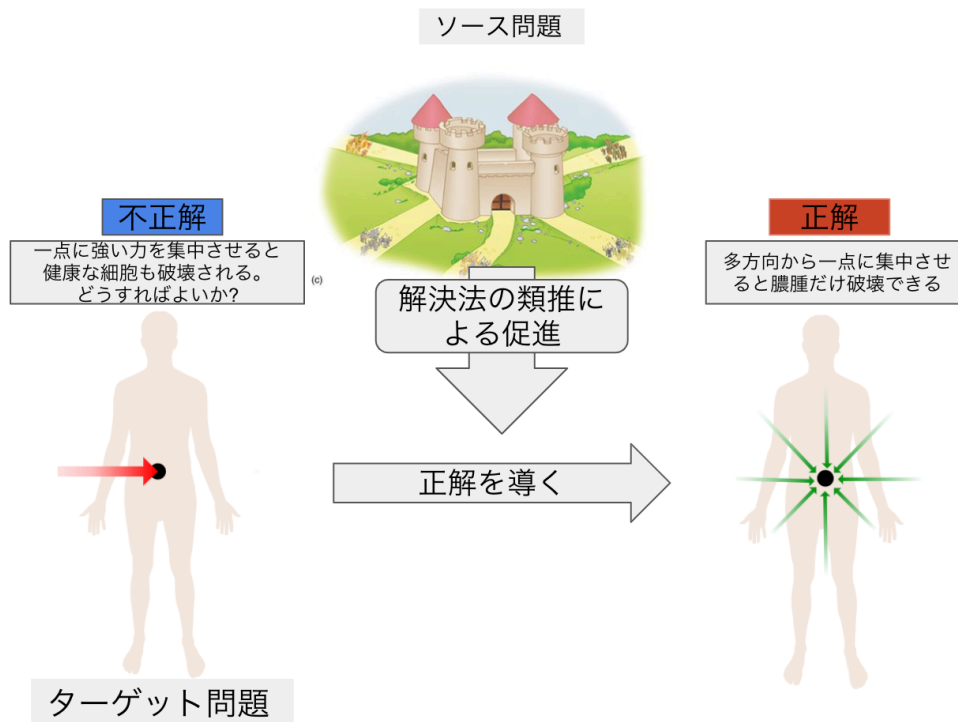 ソース問題
不正解
一点に強い力を集中させると
健康な細胞も破壊される。
どうすればよいか?
(c)
解決法の類推に
よる促進
正解
多方向から一点に集中させ
ると膿腫だけ破壊できる
正解を導く
ターゲット問題